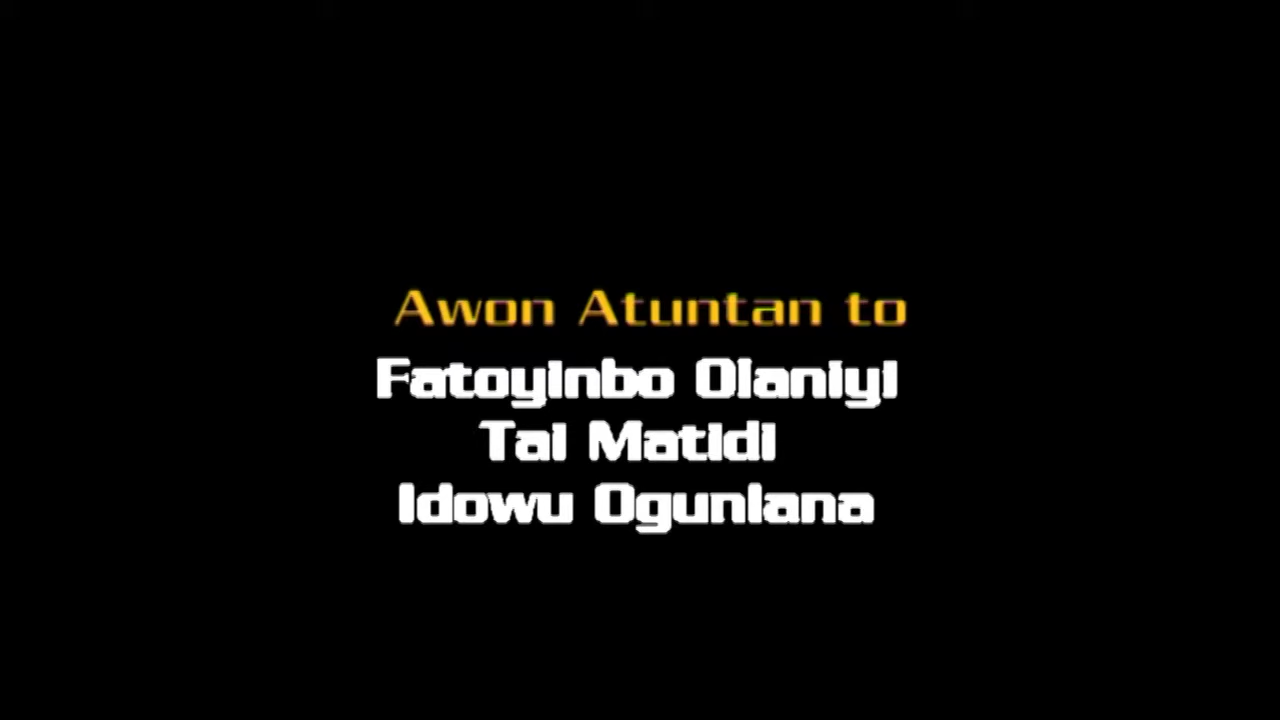 Awon Atuntan to
Fatoyinbo Olaniyi
Tai Matidi
Idowu Ogunlana